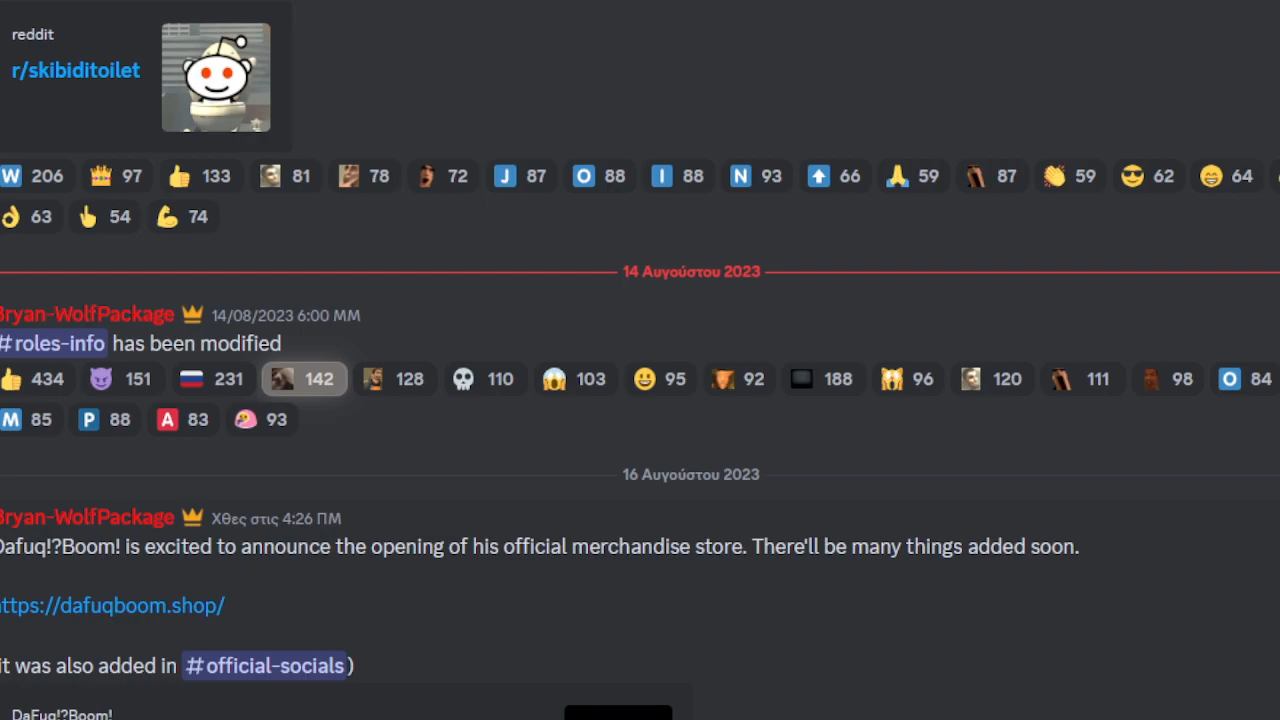 reddit
r/skibiditoilet
W 206 97 133 81 78 72 J 87 O 88 I 88 N 93 66 59 87 59 62 64
63 54 74
14 Αυγούστου 2023
Bryan-WolfPackage 14/08/2023 6:00 MM
#roles-info has been modified
434 151 231 142 128 110 103 95 92 188 96 120 111 98 O 84
M 85 P 88 A 83 93
16 Αυγούστου 2023
Bryan-WolfPackage Χθες στις 4:26 ΠΜ
Dafuq!?Boom! is excited to announce the opening of his official merchandise store. There'll be many things added soon.
https://dafuqboom.shop/
it was also added in #official-socials)
DaFuq!?Boom!